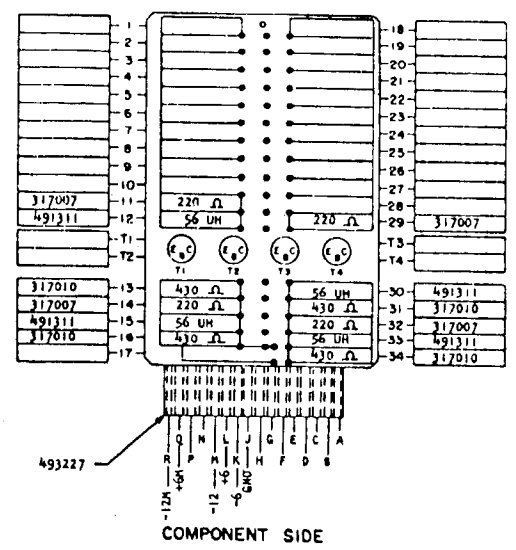 1 18
2 19
3 20
4 21
5 22
6 23
7 24
8 25
9 26
10 27
317007 11 220 Ω 28
491311 12 56 UH 220 Ω 29 317007
T1 E B C E B C E B C E B C T3
T2 T1 T2 T3 T4 T4
317010 13 430 Ω 56 UH 30 491311
317007 14 220 Ω 430 Ω 31 317010
491311 15 56 UH 220 Ω 32 317007
317010 16 430 Ω 56 UH 33 491311
17 430 Ω 34 317010
Q N L J G E C A
493227 R P M K H F D B
-12M +6M -12 +6 -6 GND
COMPONENT SIDE